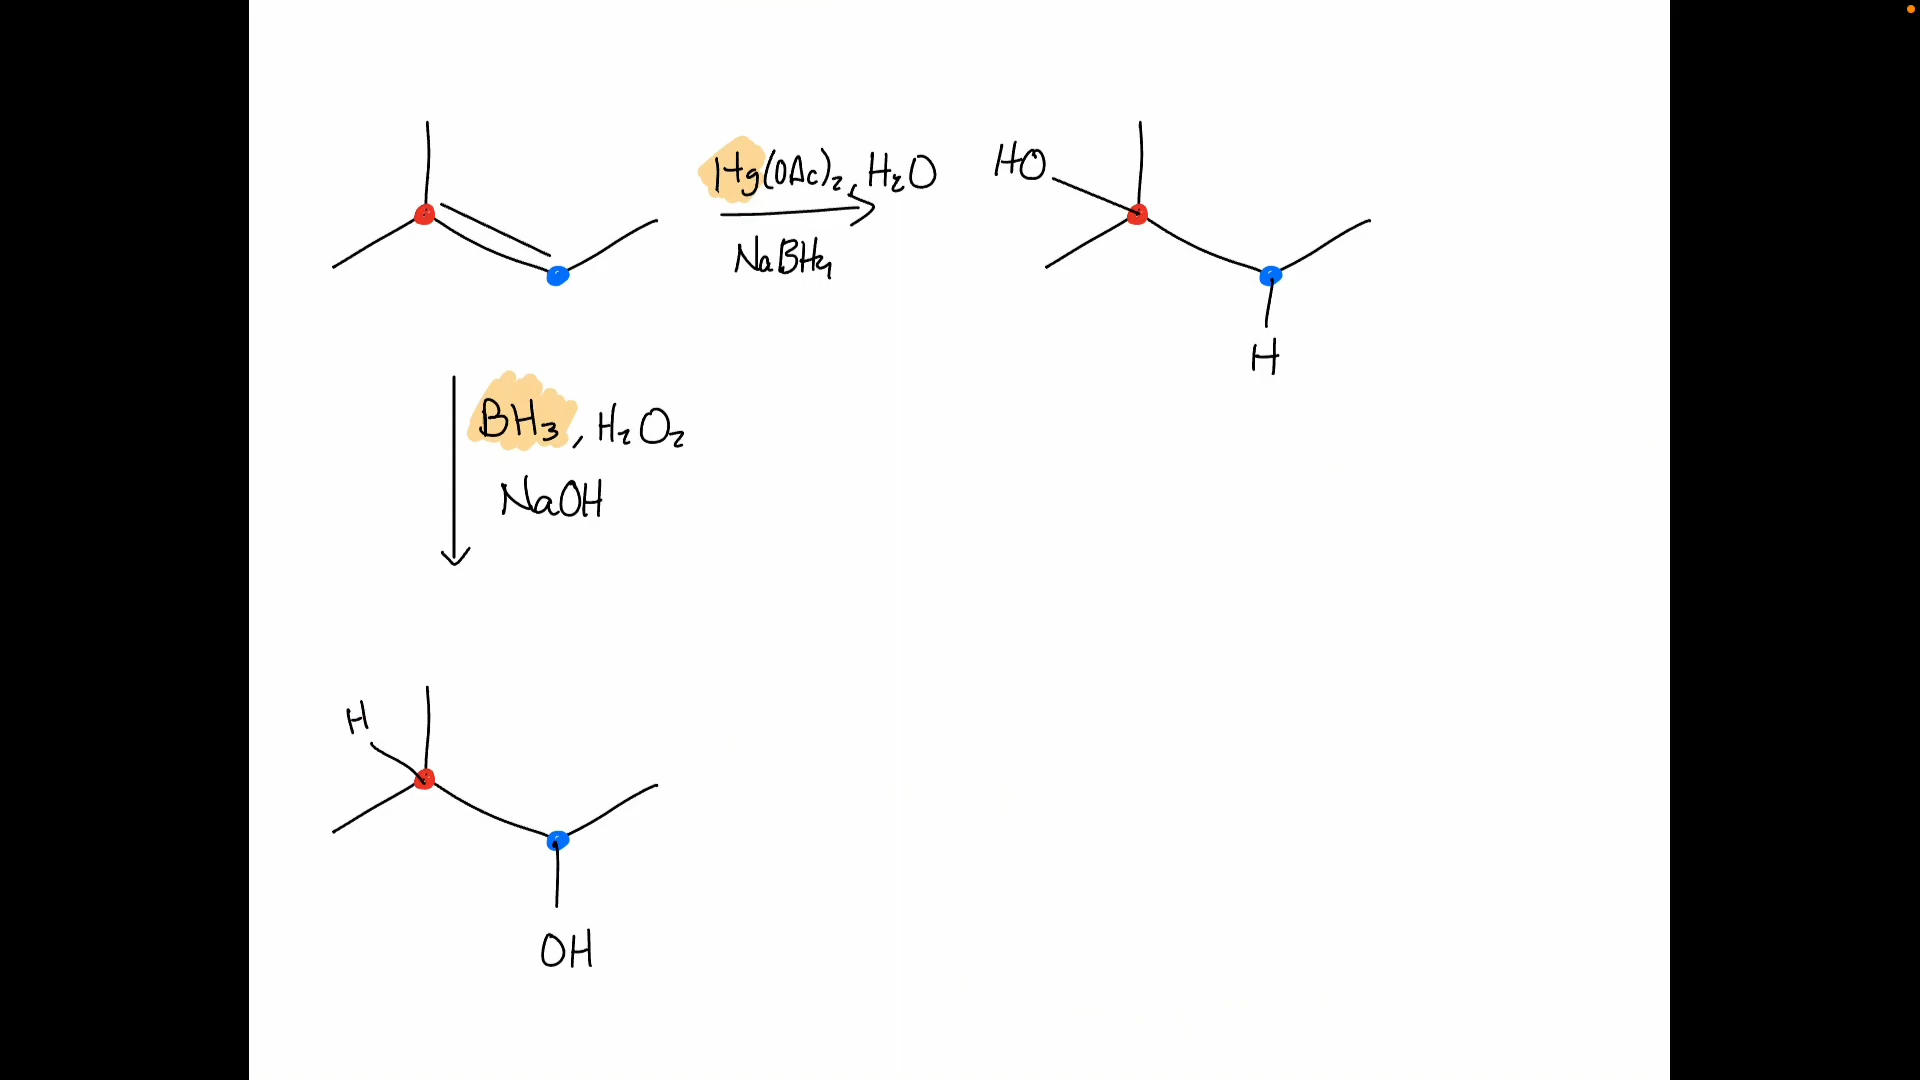 Hg(OAc)₂, H₂O
NaBH₄
HO
H
BH₃, H₂O₂
NaOH
H
OH